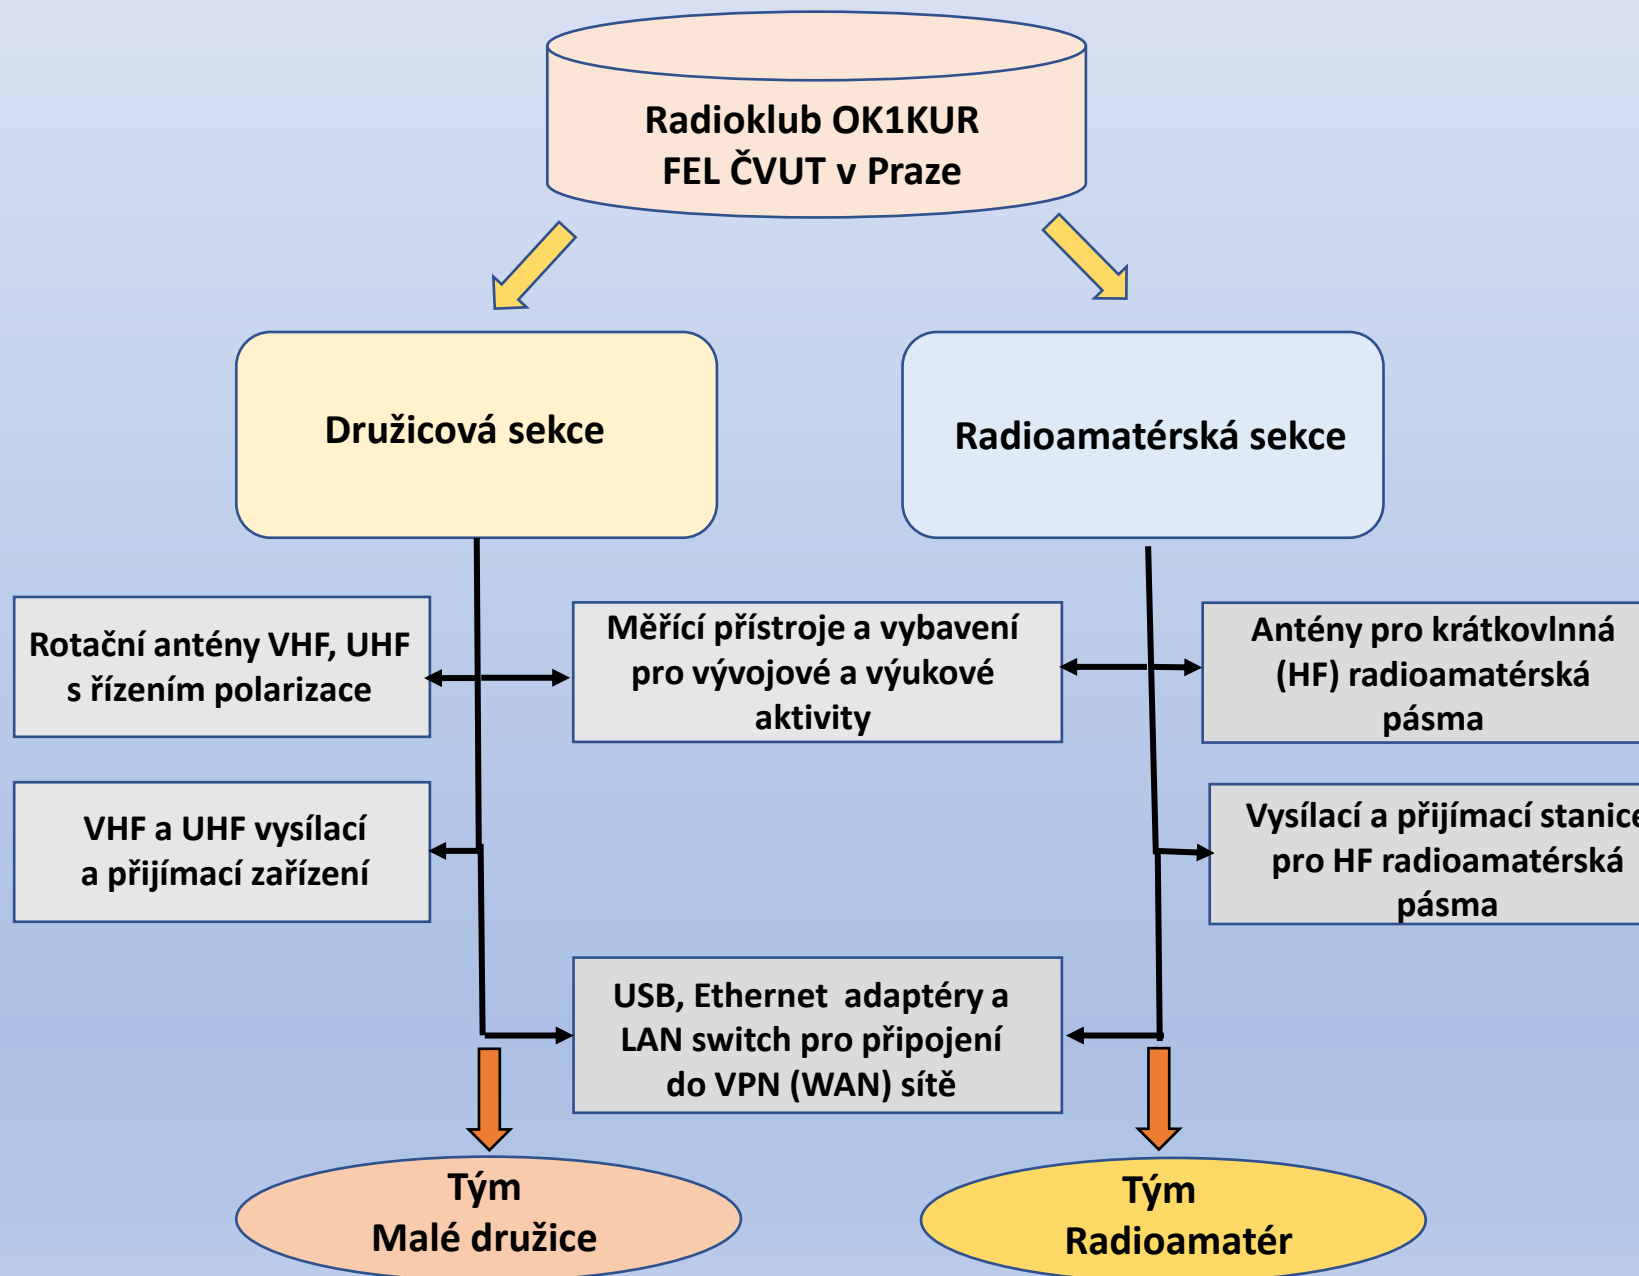 Radioklub OK1KUR
FEL ČVUT v Praze
Družicová sekce
Radioamatérská sekce
Rotační antény VHF, UHF
s řízením polarizace
Měřící přístroje a vybavení
pro vývojové a výukové
aktivity
Antény pro krátkovlnná
(HF) radioamatérská
pásma
VHF a UHF vysílací
a přijímací zařízení
Vysílací a přijímací stanice
pro HF radioamatérská
pásma
USB, Ethernet  adaptéry a
LAN switch pro připojení
do VPN (WAN) sítě
Tým
Malé družice
Tým
Radioamatér